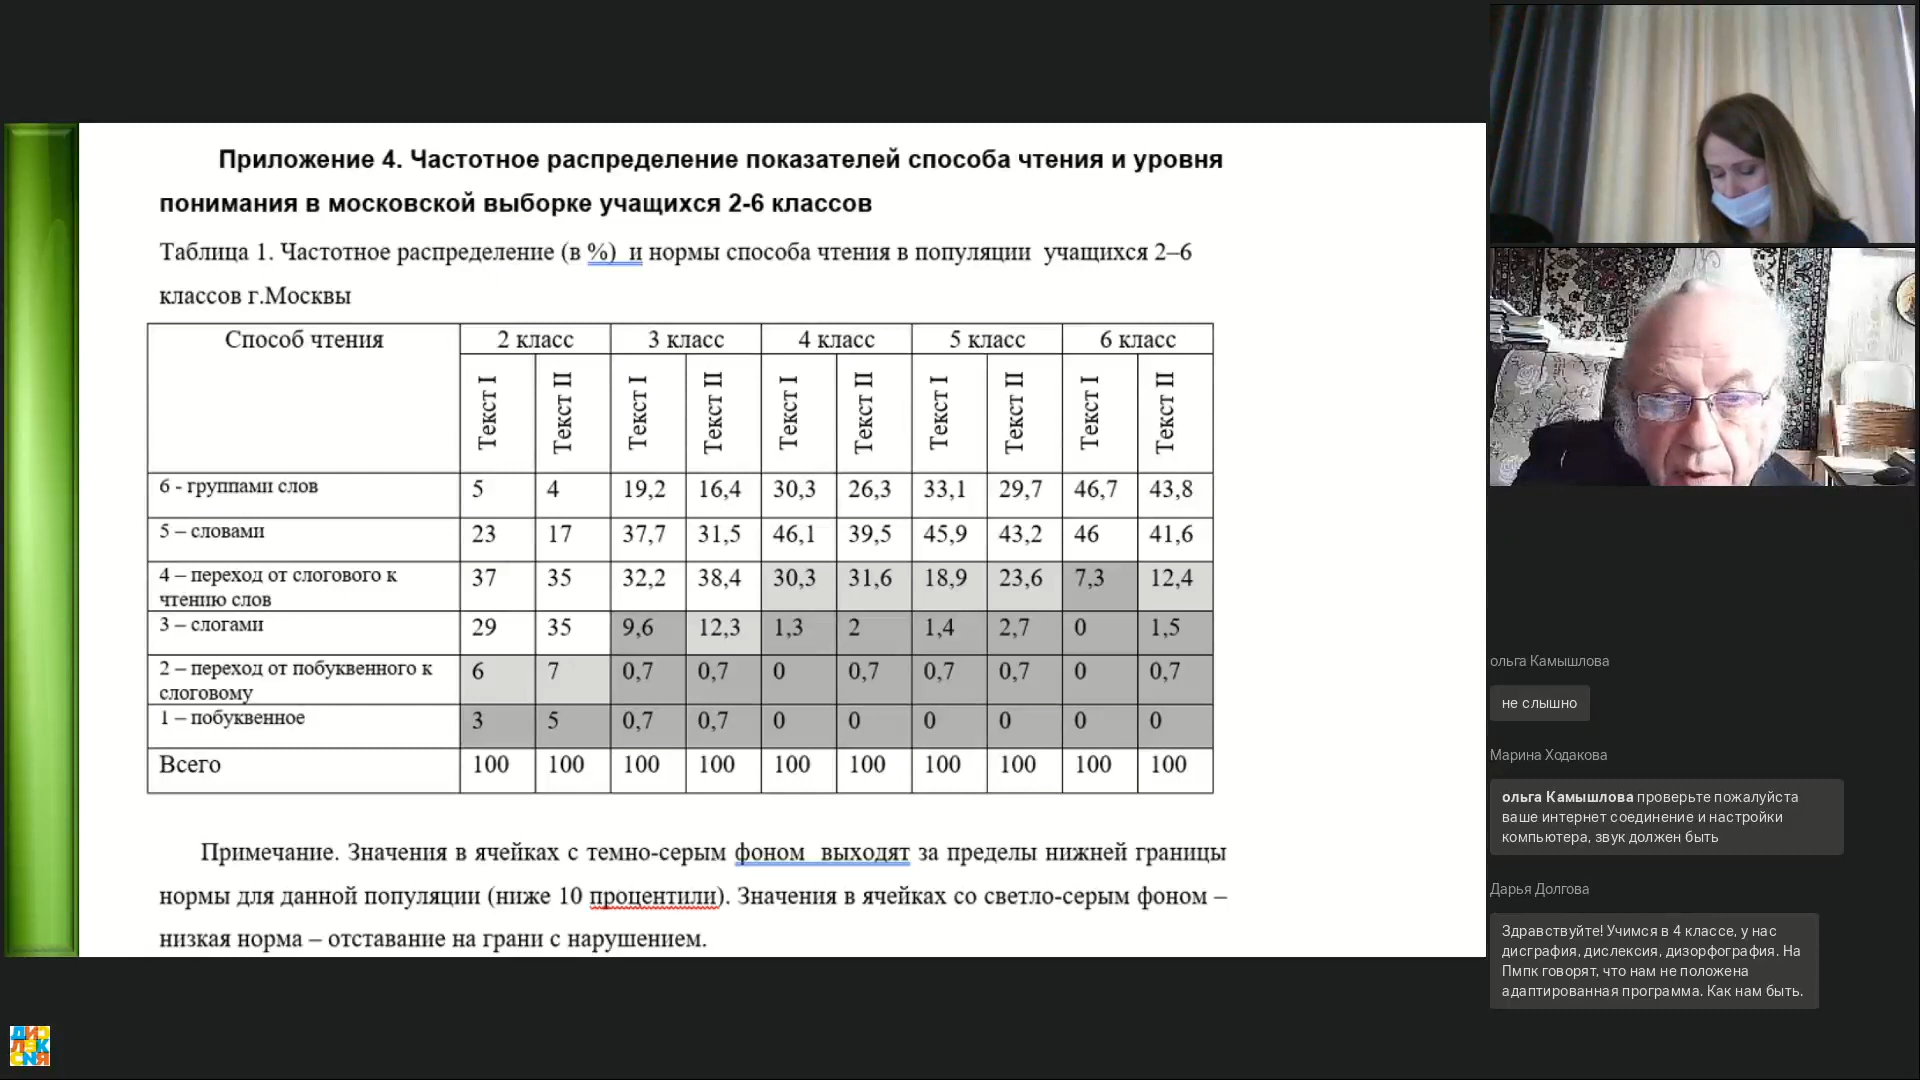 Приложение 4. Частотное распределение показателей способа чтения и уровня
понимания в московской выборке учащихся 2-6 классов
Таблица 1. Частотное распределение (в %)  и нормы способа чтения в популяции  учащихся 2–6
классов г.Москвы
Способ чтения 2 класс 3 класс 4 класс 5 класс 6 класс
Текст I Текст II Текст I Текст II Текст I Текст II Текст I Текст II Текст I Текст II
6 - группами слов 5 4 19,2 16,4 30,3 26,3 33,1 29,7 46,7 43,8
5 – словами 23 17 37,7 31,5 46,1 39,5 45,9 43,2 46 41,6
4 – переход от слогового к
чтению слов 37 35 32,2 38,4 30,3 31,6 18,9 23,6 7,3 12,4
3 – слогами 29 35 9,6 12,3 1,3 2 1,4 2,7 0 1,5
2 – переход от побуквенного к
слоговому 6 7 0,7 0,7 0 0,7 0,7 0,7 0 0,7
1 – побуквенное 3 5 0,7 0,7 0 0 0 0 0 0
Всего 100 100 100 100 100 100 100 100 100 100
Примечание. Значения в ячейках с темно-серым фоном  выходят за пределы нижней границы
нормы для данной популяции (ниже 10 процентили). Значения в ячейках со светло-серым фоном –
низкая норма – отставание на грани с нарушением.
ольга Камышлова
не слышно
Марина Ходакова
ольга Камышлова проверьте пожалуйста
ваше интернет соединение и настройки
компьютера, звук должен быть
Дарья Долгова
Здравствуйте! Учимся в 4 классе, у нас
дисграфия, дислексия, дизорфография. На
Пмпк говорят, что нам не положена
адаптированная программа. Как нам быть.
ДИС
ЛЕК
СИЯ